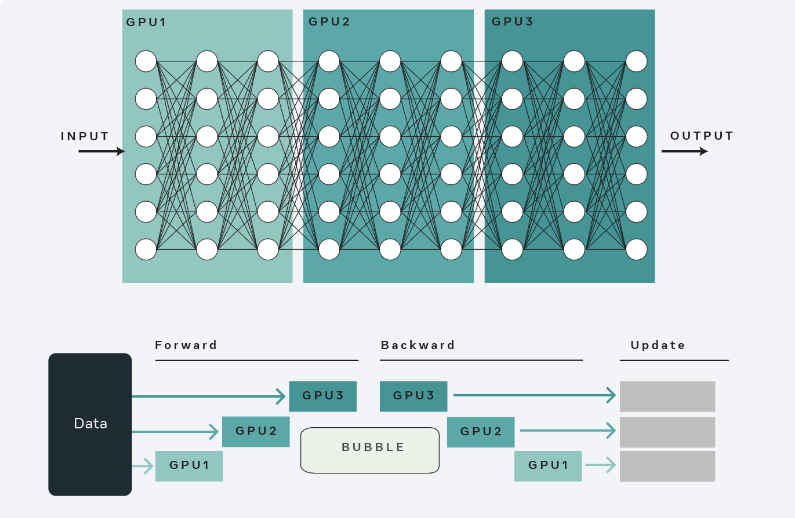 GPU1
GPU2
GPU3
INPUT
OUTPUT
Forward
Backward
Update
Data
GPU3
GPU3
GPU2
GPU2
BUBBLE
GPU1
GPU1